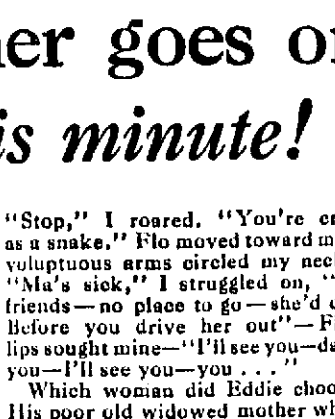 her goes o
is minute!
"Stop," I roared. "You're c
as a snake." Flo moved toward m
voluptuous arms circled my nec
"Ma's sick," I struggled on, "
friends—no place to go—she'd
Before you drive her out"—F
lips sought mine—"I'll see you—d
you—I'll see you—you . . ."
Which woman did Eddie choo
His poor old widowed mother w